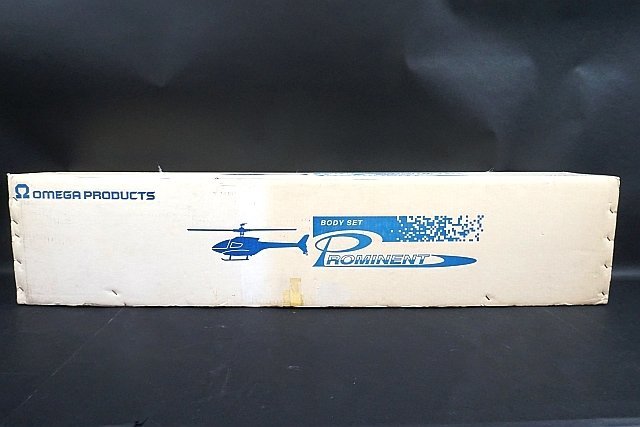 Ω OMEGA PRODUCTS
BODY SET
PROMINENT